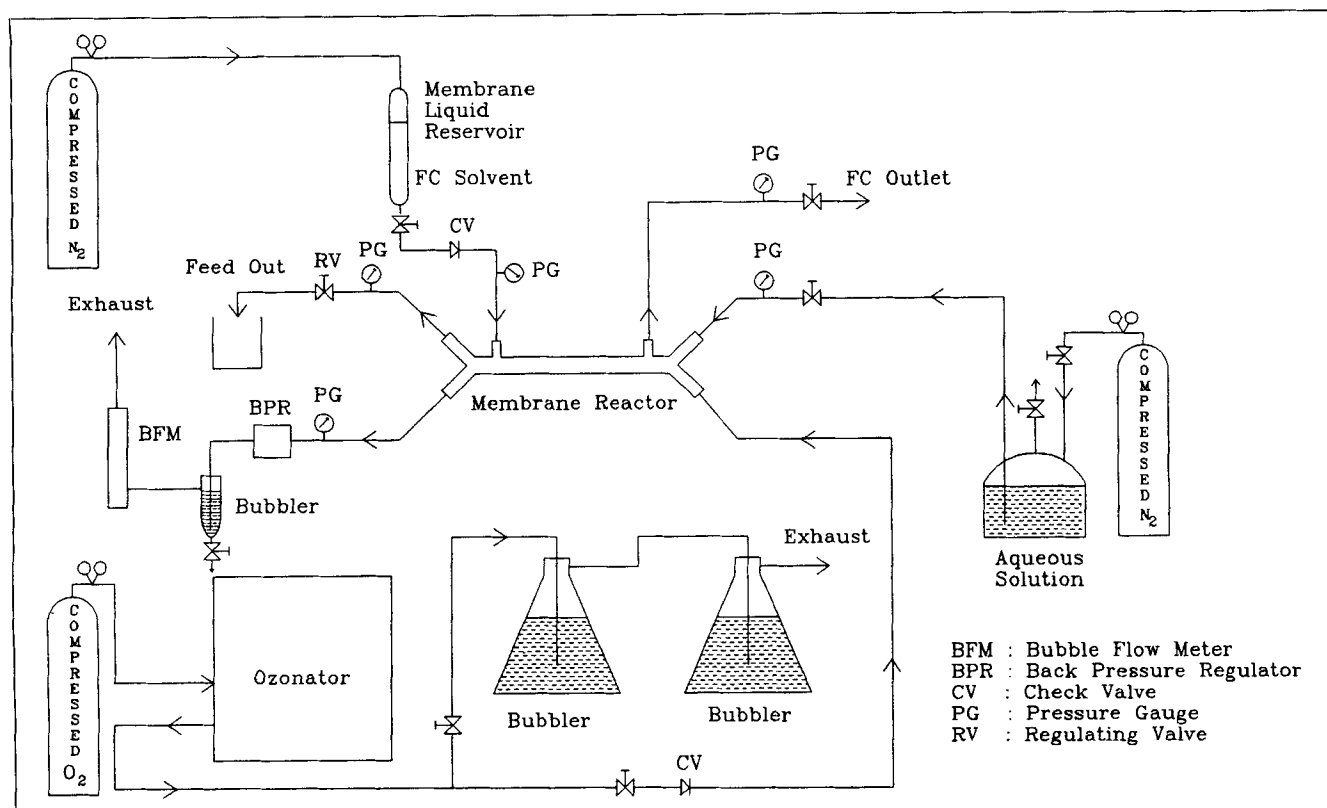 COMPRESSED N2
Membrane
Liquid
Reservoir
FC Solvent
PG
FC Outlet
CV
PG
PG
Feed Out
RV
PG
Exhaust
Membrane Reactor
PG
BPR
BFM
Bubbler
COMPRESSED N2
Aqueous
Solution
Exhaust
COMPRESSED O2
Ozonator
Bubbler
Bubbler
CV
BFM : Bubble Flow Meter
BPR : Back Pressure Regulator
CV : Check Valve
PG : Pressure Gauge
RV : Regulating Valve